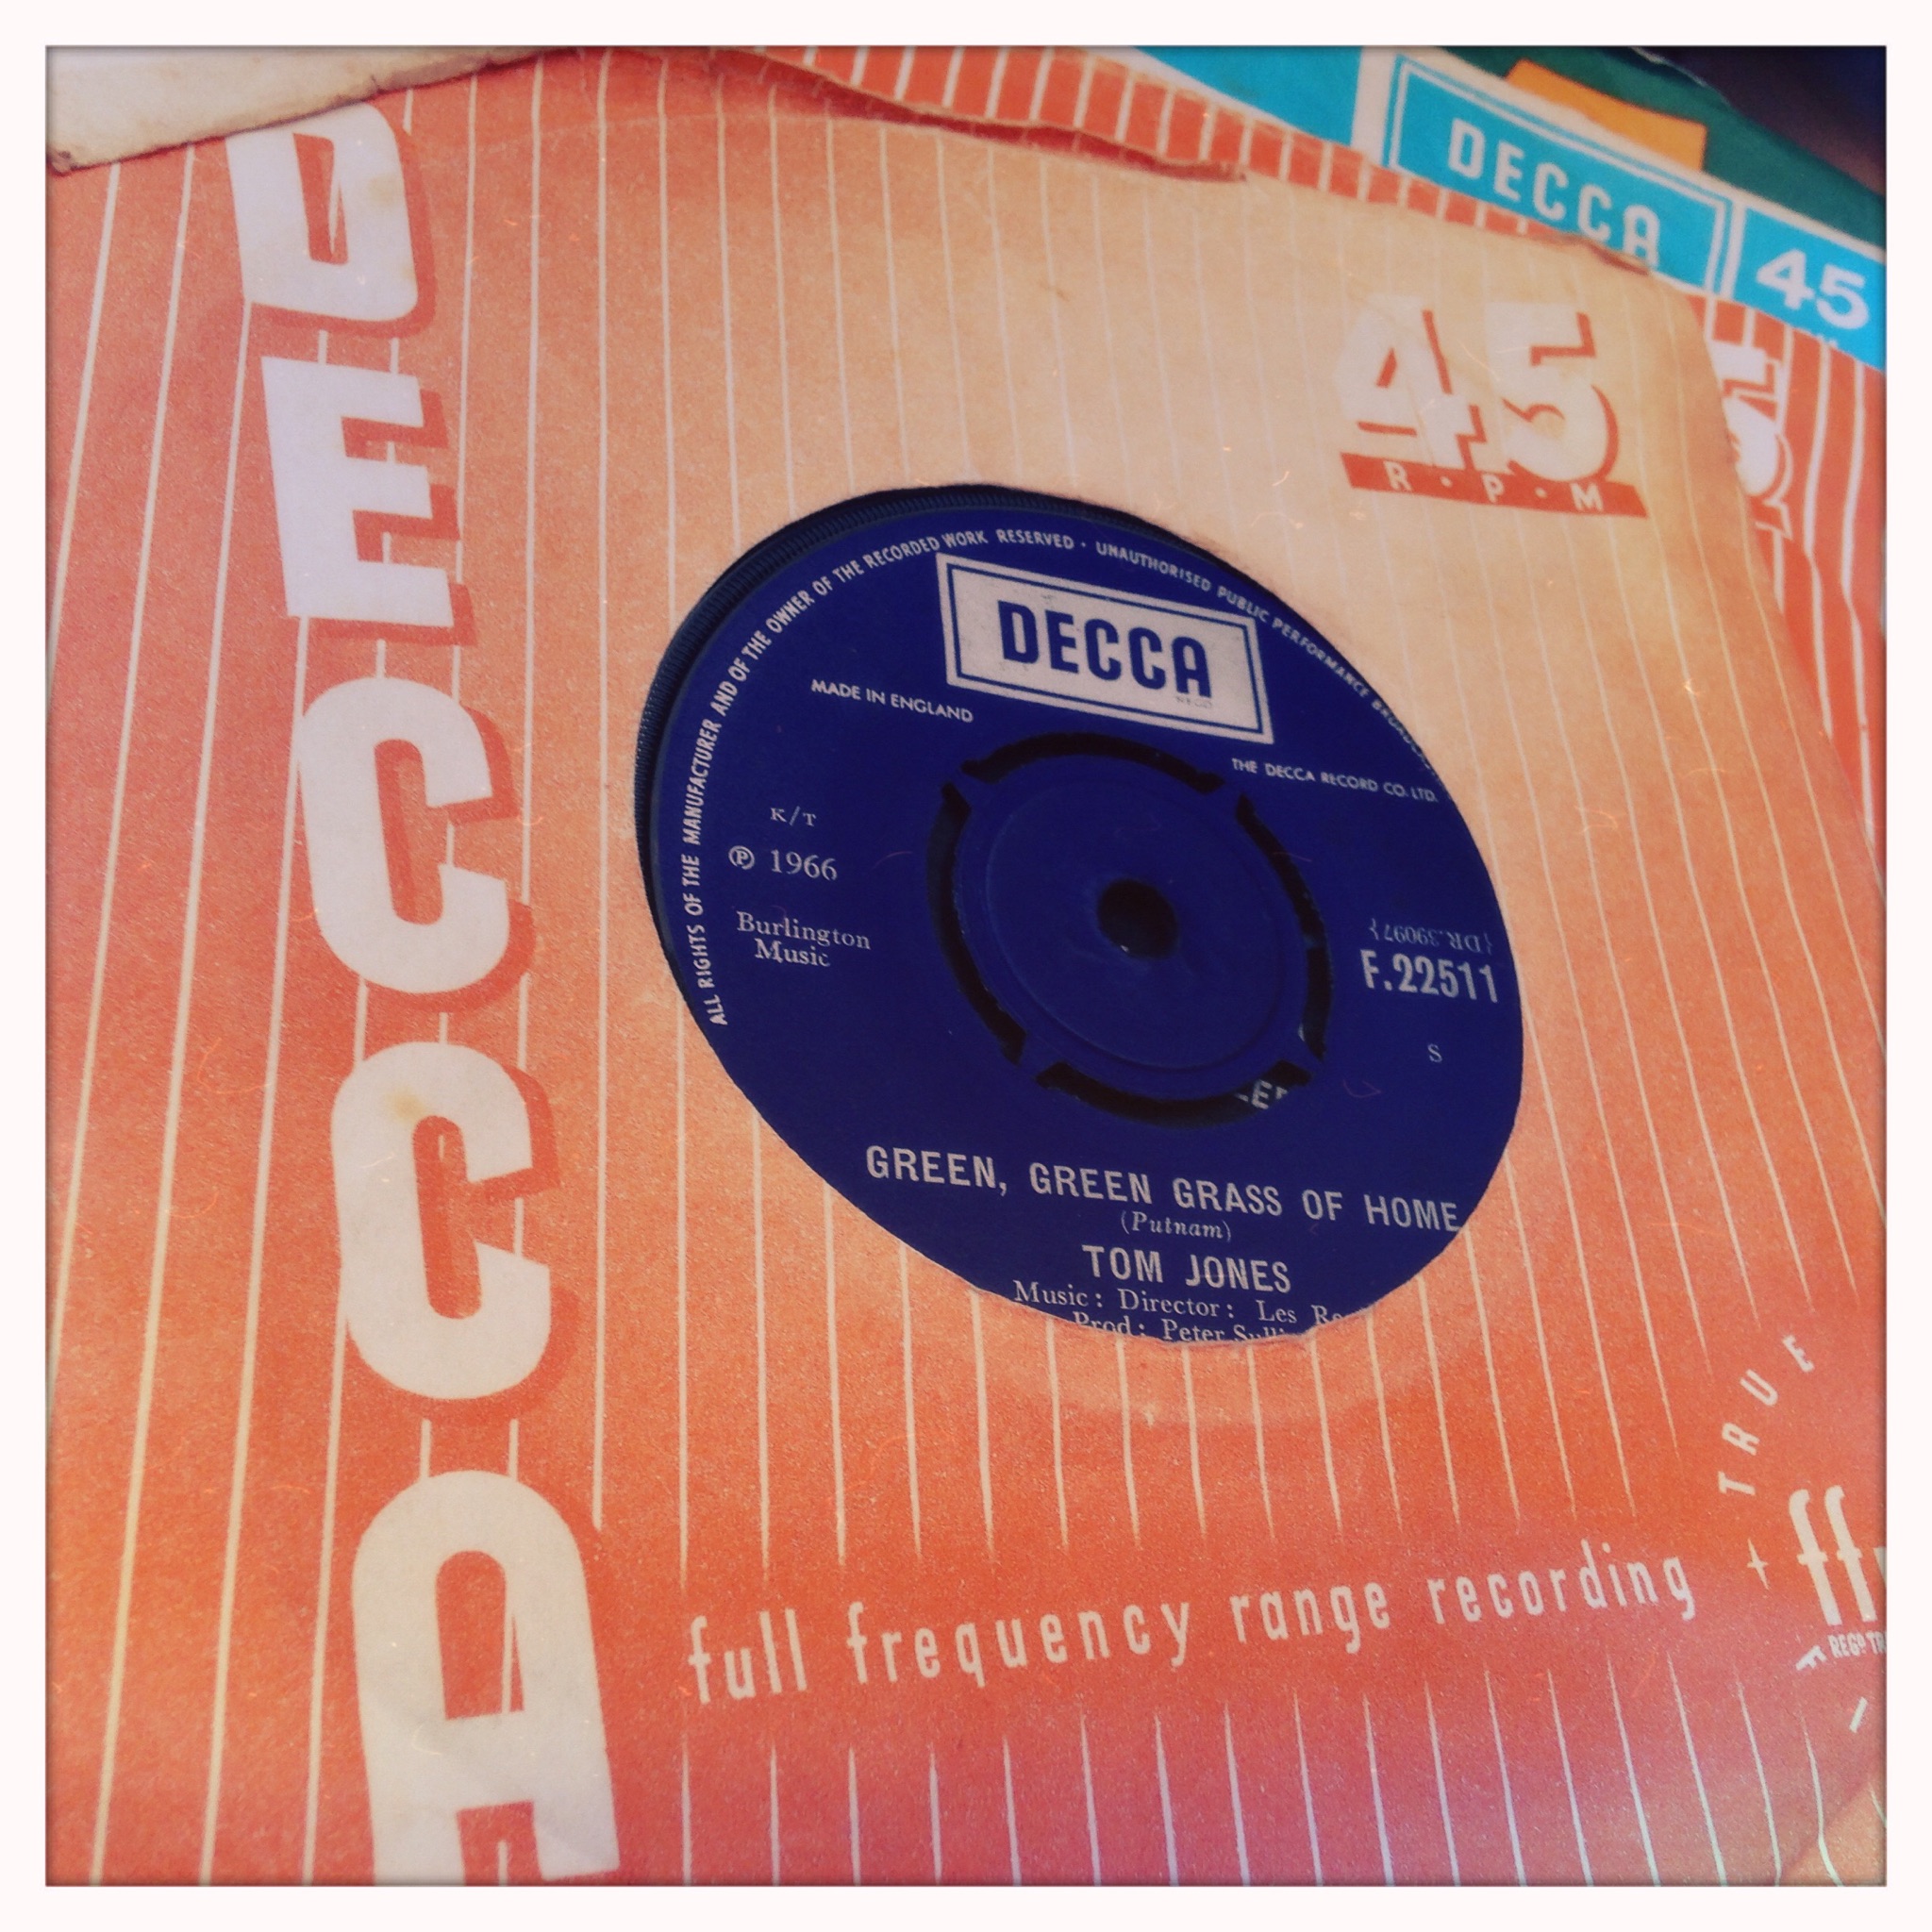 DECCA
45
R·P·M
DECCA
45
ALL RIGHTS OF THE MANUFACTURER AND OF THE OWNER OF THE RECORDED WORK RESERVED · UNAUTHORISED PUBLIC PERFORMANCE
DECCA
MADE IN ENGLAND
THE DECCA RECORD CO. LTD.
K/T
℗ 1966
Burlington
Music
(DR.39097)
F.22511
S
GREEN, GREEN GRASS OF HOME
(Putnam)
TOM JONES
Music: Director: Les
Prod: Peter
full frequency range recording
TRUE
REGD